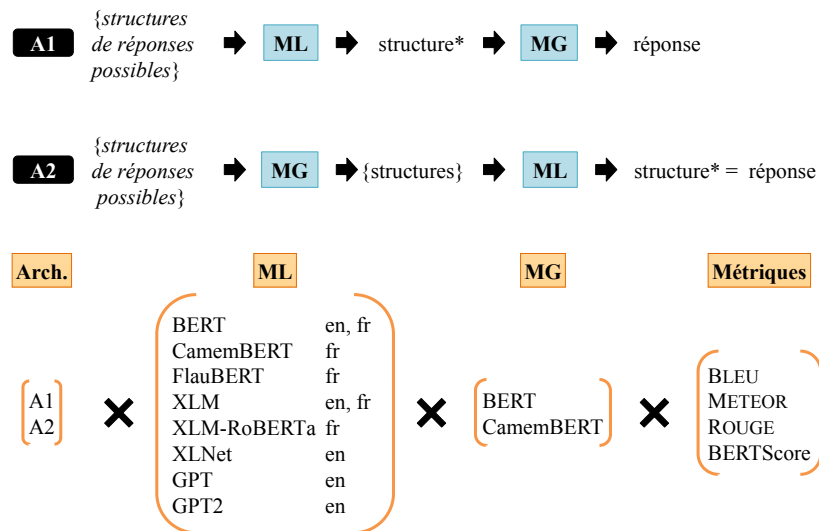 A1 {structures de réponses possibles} ML structure* MG réponse
A2 {structures de réponses possibles} MG {structures} ML structure* = réponse
Arch. ML MG Métriques
A1
A2
BERT en, fr
CamemBERT fr
FlauBERT fr
XLM en, fr
XLM-RoBERTa fr
XLNet en
GPT en
GPT2 en
BERT
CamemBERT
BLEU
METEOR
ROUGE
BERTScore